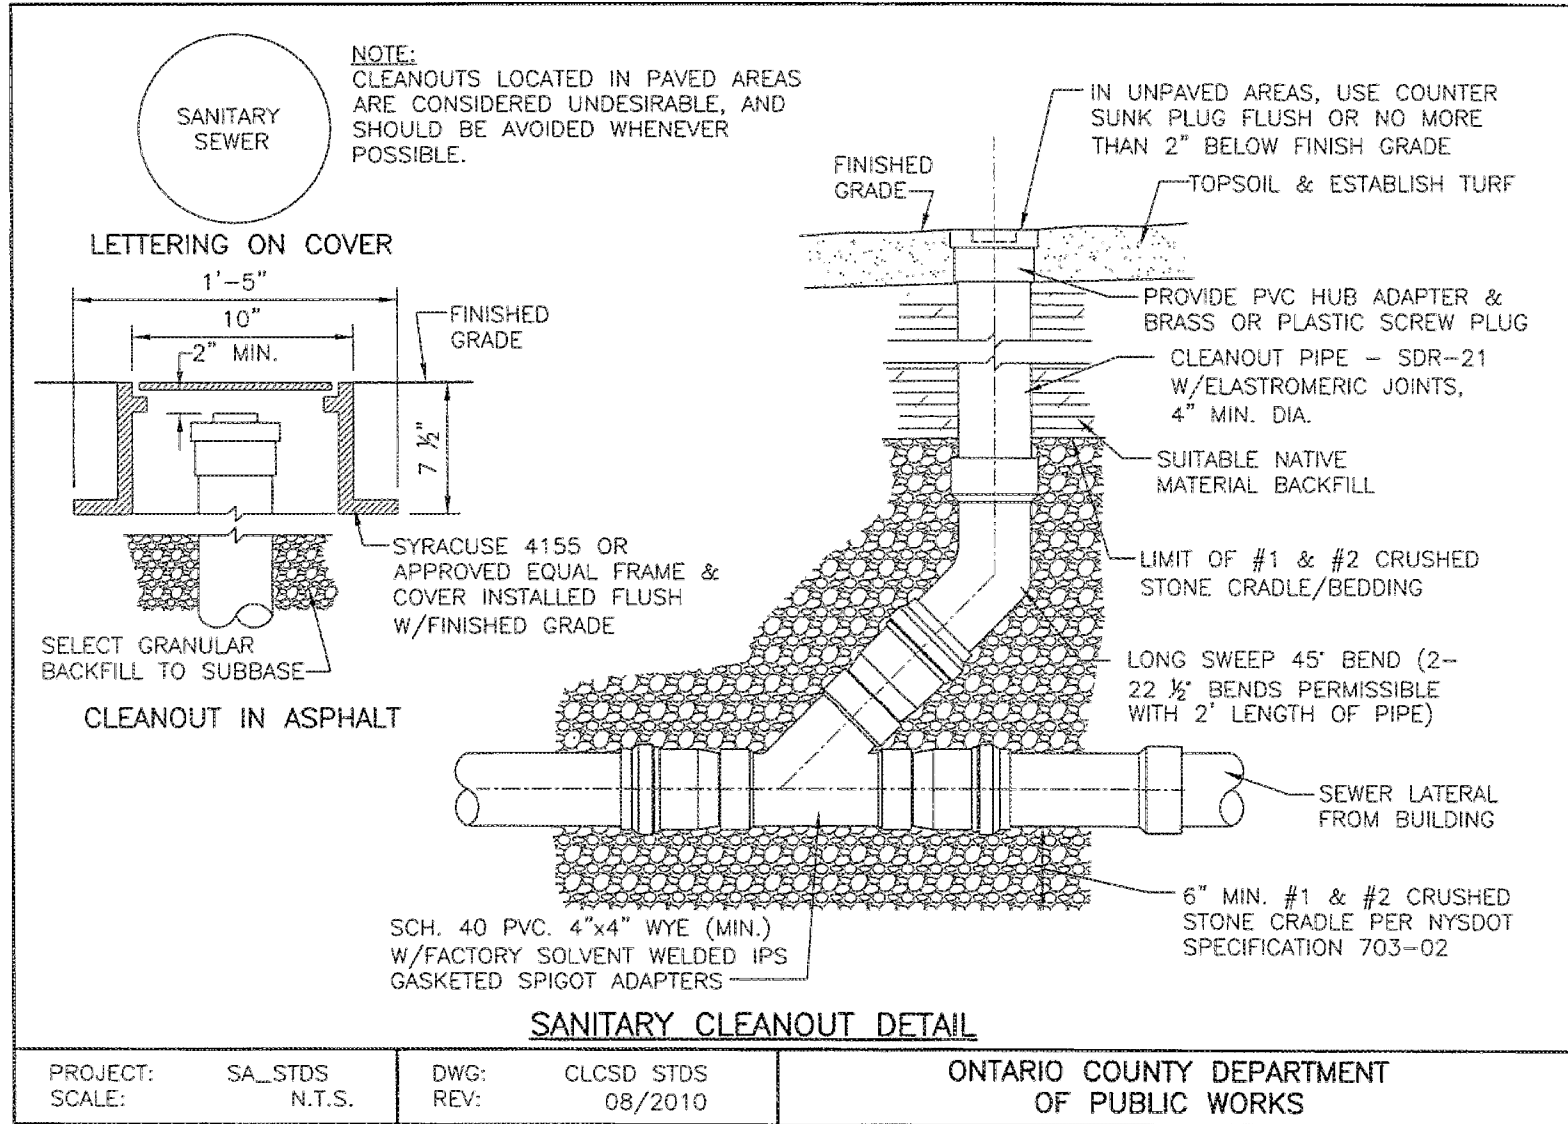 SANITARY
SEWER
NOTE:
CLEANOUTS LOCATED IN PAVED AREAS
ARE CONSIDERED UNDESIRABLE, AND
SHOULD BE AVOIDED WHENEVER
POSSIBLE.
LETTERING ON COVER
1'-5"
10"
2" MIN.
FINISHED
GRADE
7 ½"
SYRACUSE 4155 OR
APPROVED EQUAL FRAME &
COVER INSTALLED FLUSH
W/FINISHED GRADE
SELECT GRANULAR
BACKFILL TO SUBBASE
CLEANOUT IN ASPHALT
IN UNPAVED AREAS, USE COUNTER
SUNK PLUG FLUSH OR NO MORE
THAN 2" BELOW FINISH GRADE
FINISHED
GRADE
TOPSOIL & ESTABLISH TURF
PROVIDE PVC HUB ADAPTER &
BRASS OR PLASTIC SCREW PLUG
CLEANOUT PIPE - SDR-21
W/ELASTROMERIC JOINTS,
4" MIN. DIA.
SUITABLE NATIVE
MATERIAL BACKFILL
LIMIT OF #1 & #2 CRUSHED
STONE CRADLE/BEDDING
LONG SWEEP 45° BEND (2-
22 ½° BENDS PERMISSIBLE
WITH 2' LENGTH OF PIPE)
SEWER LATERAL
FROM BUILDING
6" MIN. #1 & #2 CRUSHED
STONE CRADLE PER NYSDOT
SPECIFICATION 703-02
SCH. 40 PVC. 4"x4" WYE (MIN.)
W/FACTORY SOLVENT WELDED IPS
GASKETED SPIGOT ADAPTERS
SANITARY CLEANOUT DETAIL
PROJECT: SA_STDS
SCALE: N.T.S.
DWG: CLCSD STDS
REV: 08/2010
ONTARIO COUNTY DEPARTMENT
OF PUBLIC WORKS